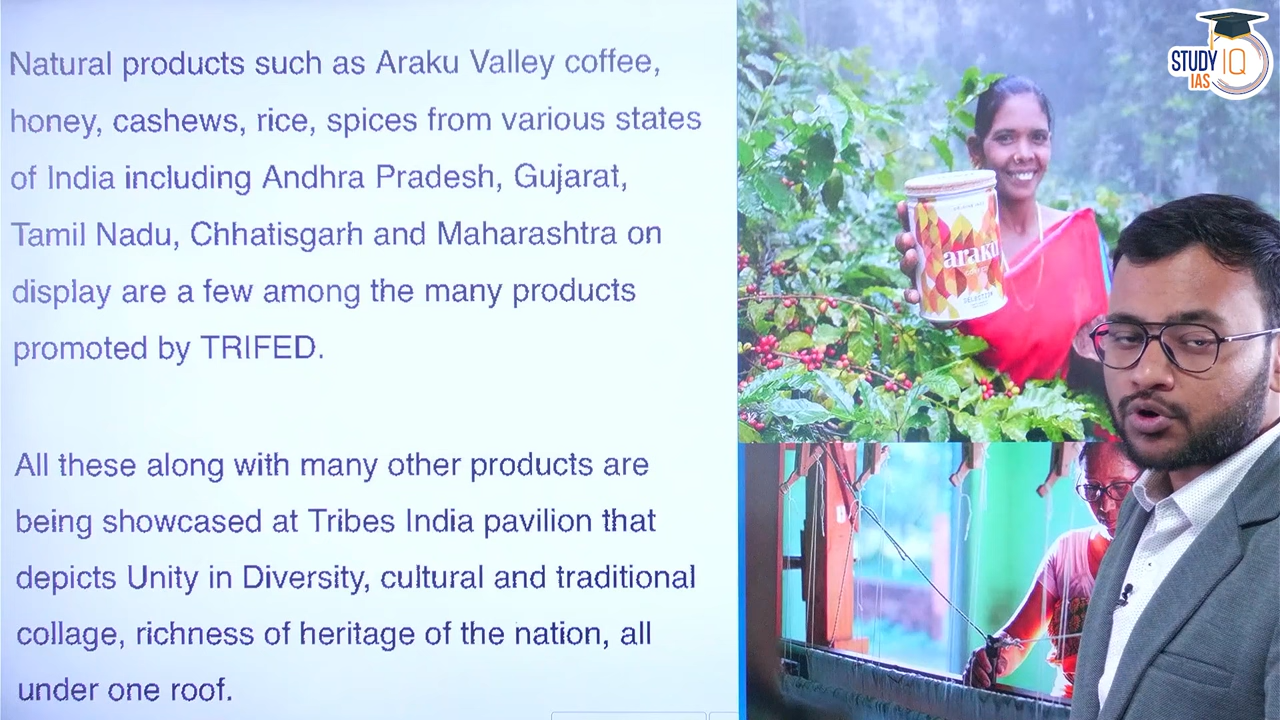 Natural products such as Araku Valley coffee,
honey, cashews, rice, spices from various states
of India including Andhra Pradesh, Gujarat,
Tamil Nadu, Chhatisgarh and Maharashtra on
display are a few among the many products
promoted by TRIFED.
All these along with many other products are
being showcased at Tribes India pavilion that
depicts Unity in Diversity, cultural and traditional
collage, richness of heritage of the nation, all
under one roof.
STUDY IQ
IAS
araku